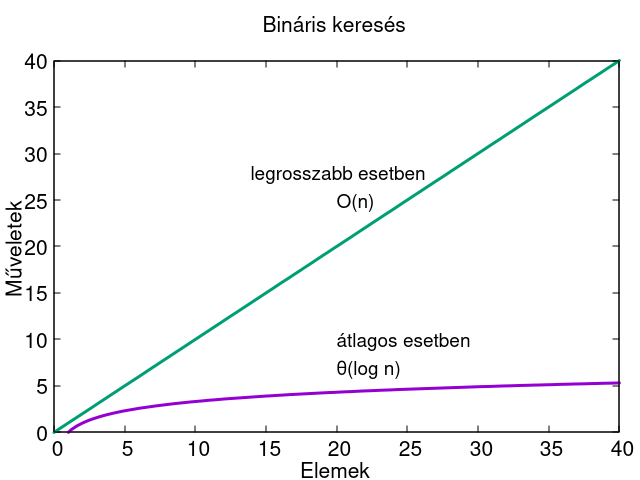 Bináris keresés
40
35
30
25
20
15
10
5
0
Műveletek
legrosszabb esetben
O(n)
átlagos esetben
θ(log n)
0 5 10 15 20 25 30 35 40
Elemek